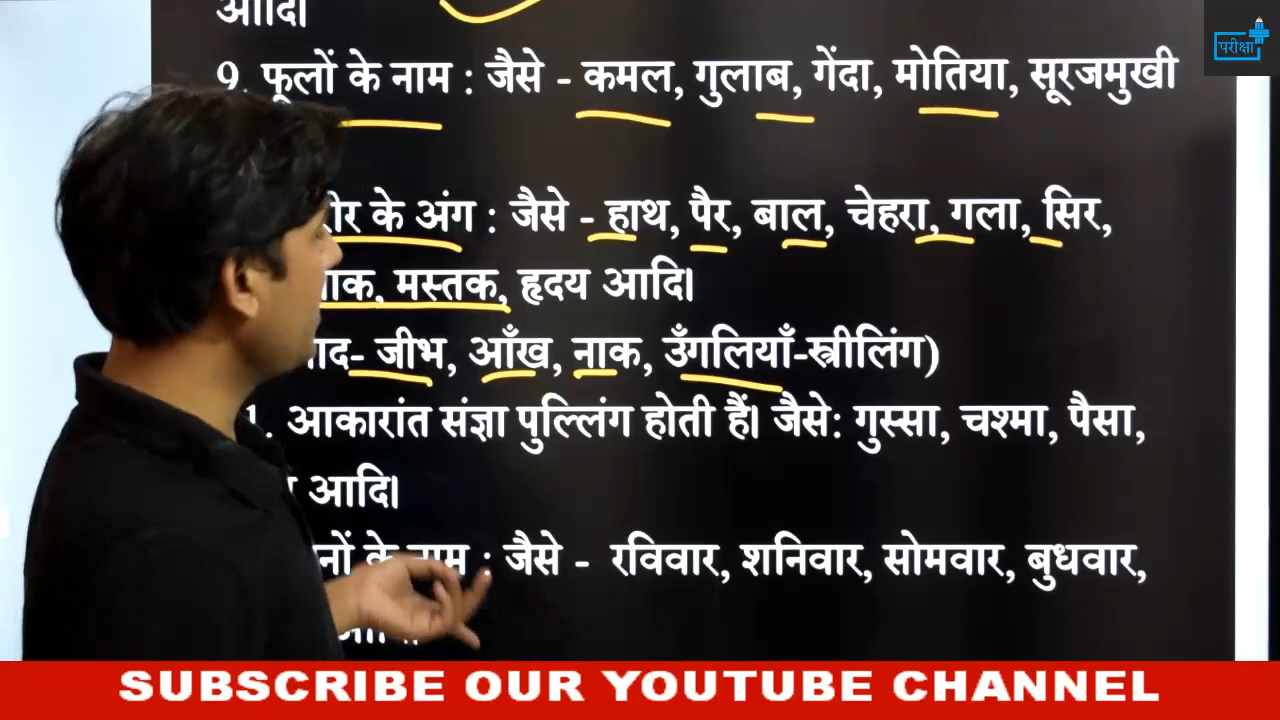 आदि।
परीक्षा
9. फूलों के नाम : जैसे - कमल, गुलाब, गेंदा, मोतिया, सूरजमुखी
के अंग : जैसे - हाथ, पैर, बाल, चेहरा, गला, सिर,
मस्तक, हृदय आदि।
जीभ, आँख, नाक, उँगलियाँ-स्त्रीलिंग)
आकारांत संज्ञा पुल्लिंग होती हैं। जैसे: गुस्सा, चश्मा, पैसा,
आदि।
के नाम : जैसे - रविवार, शनिवार, सोमवार, बुधवार,
SUBSCRIBE OUR YOUTUBE CHANNEL